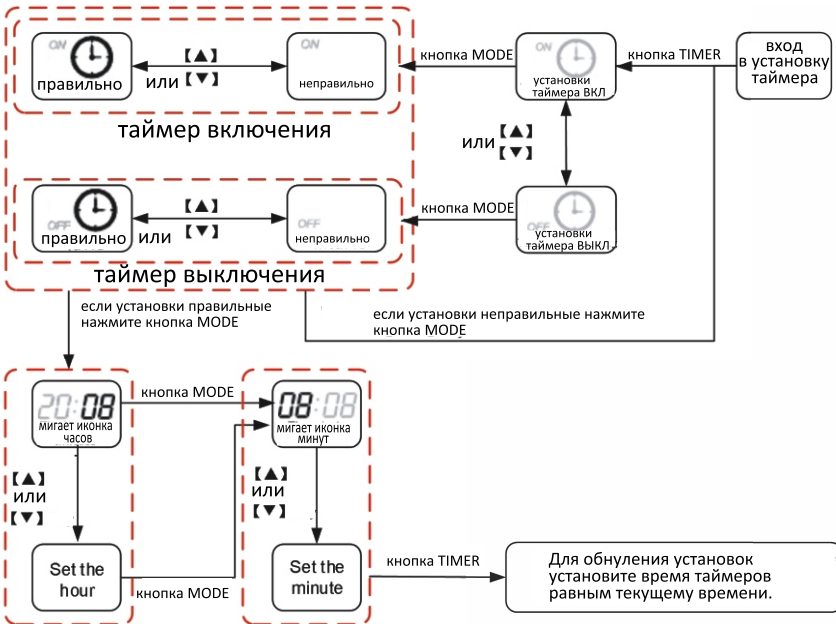 ON
правильно
【▲】
или 【▼】
ON
неправильно
кнопка MODE
ON
установки
таймера ВКЛ
кнопка TIMER
вход
в установку
таймера
таймер включения
или 【▲】
【▼】
OFF
правильно
【▲】
или 【▼】
OFF
неправильно
кнопка MODE
OFF
установки
таймера ВЫКЛ
таймер выключения
если установки правильные
нажмите кнопка MODE
если установки неправильные нажмите
кнопка MODE
20:08
мигает иконка
часов
кнопка MODE
08:08
мигает иконка
минут
【▲】
или
【▼】
【▲】
или
【▼】
Set the
hour
кнопка MODE
Set the
minute
кнопка TIMER
Для обнуления установок
установите время таймеров
равным текущему времени.